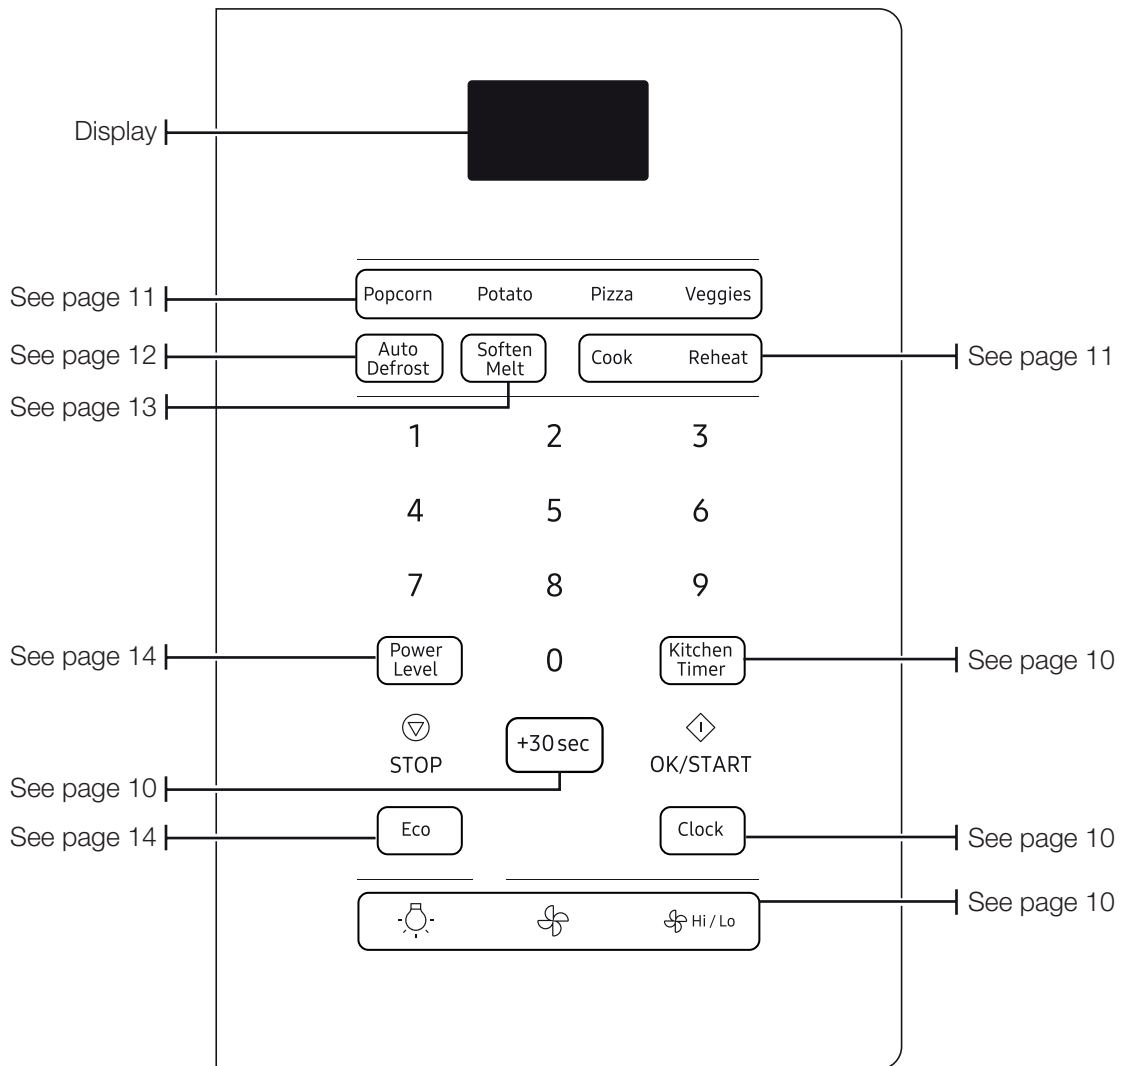 Display
See page 11
Popcorn Potato Pizza Veggies
See page 12
Auto
Defrost
Soften
Melt
Cook Reheat
See page 11
See page 13
1 2 3
4 5 6
7 8 9
See page 14
Power
Level
0
Kitchen
Timer
See page 10
STOP
+30 sec
OK/START
See page 10
See page 14
Eco
Clock
See page 10
See page 10
Hi / Lo